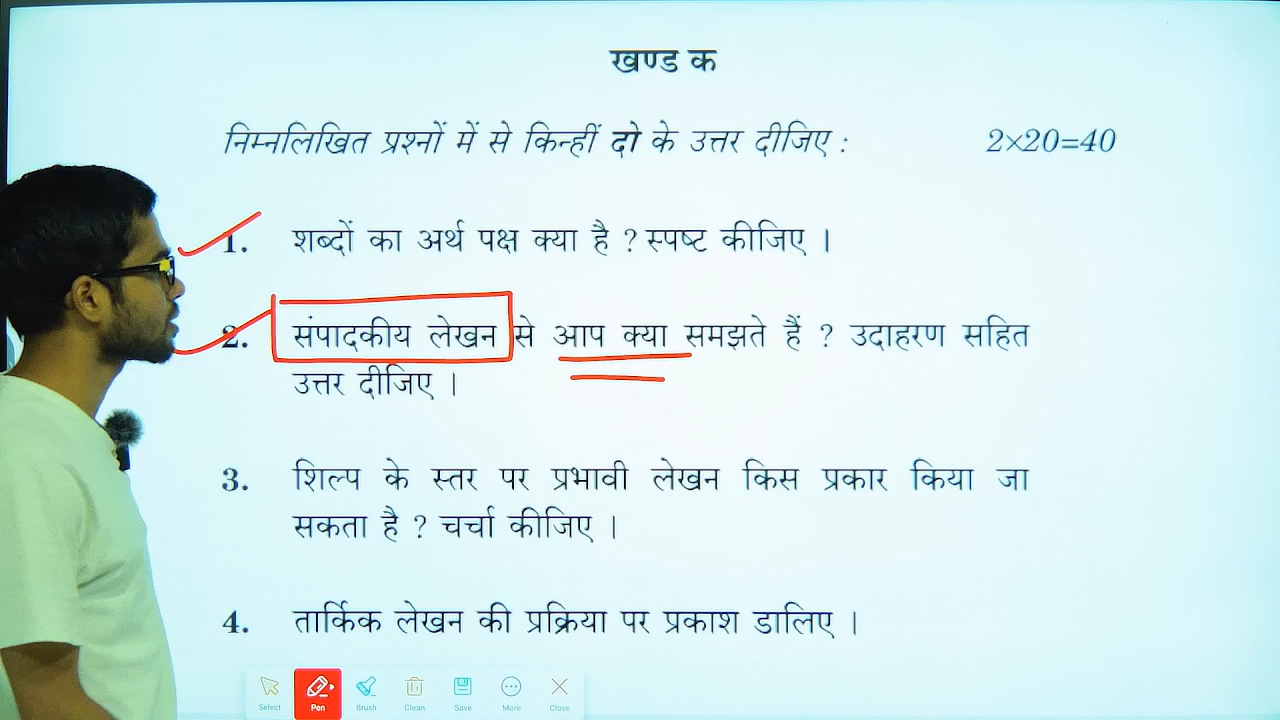 खण्ड क
निम्नलिखित प्रश्नों में से किन्हीं दो के उत्तर दीजिए : 2×20=40
1. शब्दों का अर्थ पक्ष क्या है ? स्पष्ट कीजिए ।
2. संपादकीय लेखन से आप क्या समझते हैं ? उदाहरण सहित
उत्तर दीजिए ।
3. शिल्प के स्तर पर प्रभावी लेखन किस प्रकार किया जा
सकता है ? चर्चा कीजिए ।
4. तार्किक लेखन की प्रक्रिया पर प्रकाश डालिए ।
Select Pen Brush Clean Save More Close